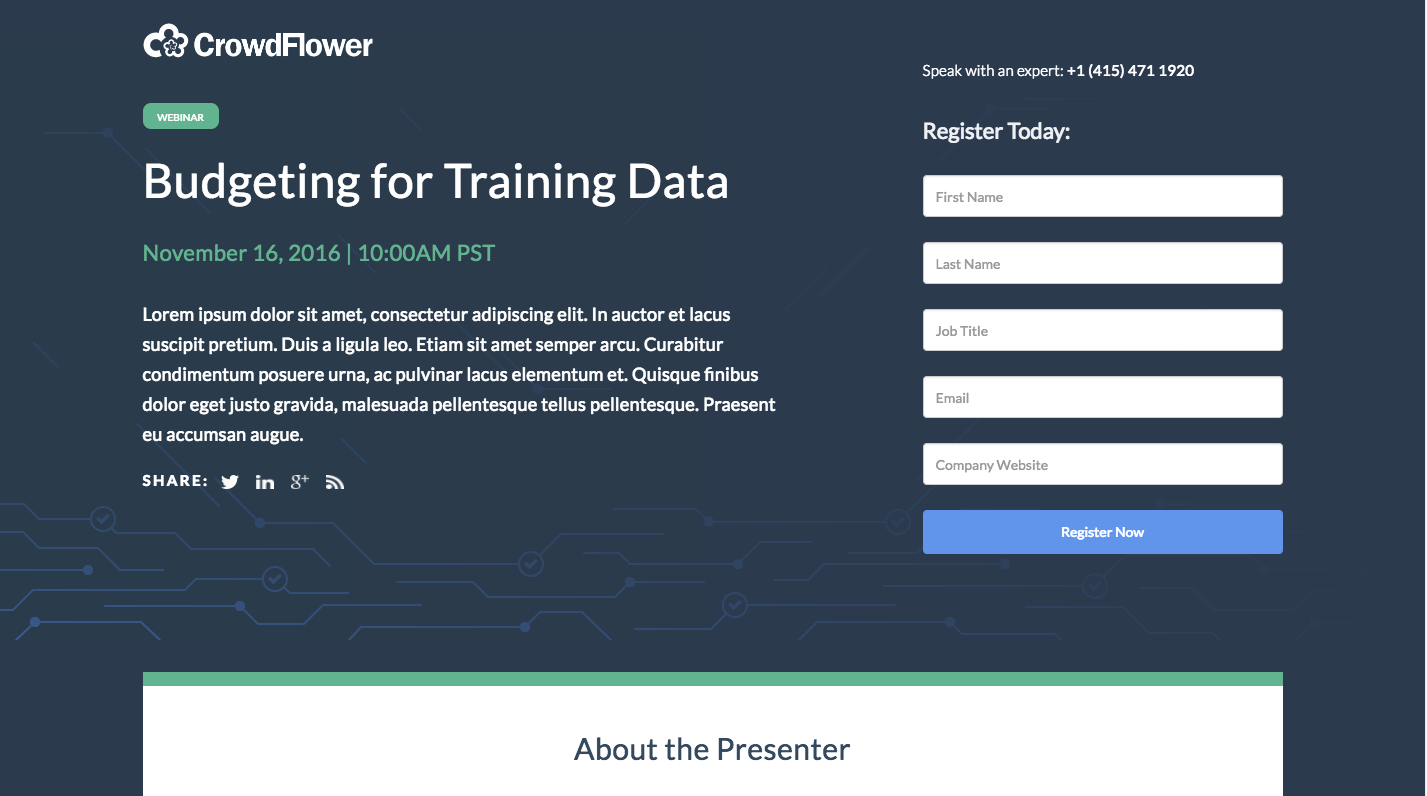 CrowdFlower
Speak with an expert: +1 (415) 471 1920
WEBINAR
Budgeting for Training Data
November 16, 2016 | 10:00AM PST
Lorem ipsum dolor sit amet, consectetur adipiscing elit. In auctor et lacus
suscipit pretium. Duis a ligula leo. Etiam sit amet semper arcu. Curabitur
condimentum posuere urna, ac pulvinar lacus elementum et. Quisque finibus
dolor eget justo gravida, malesuada pellentesque tellus pellentesque. Praesent
eu accumsan augue.
SHARE: in g+
Register Today:
First Name
Last Name
Job Title
Email
Company Website
Register Now
About the Presenter